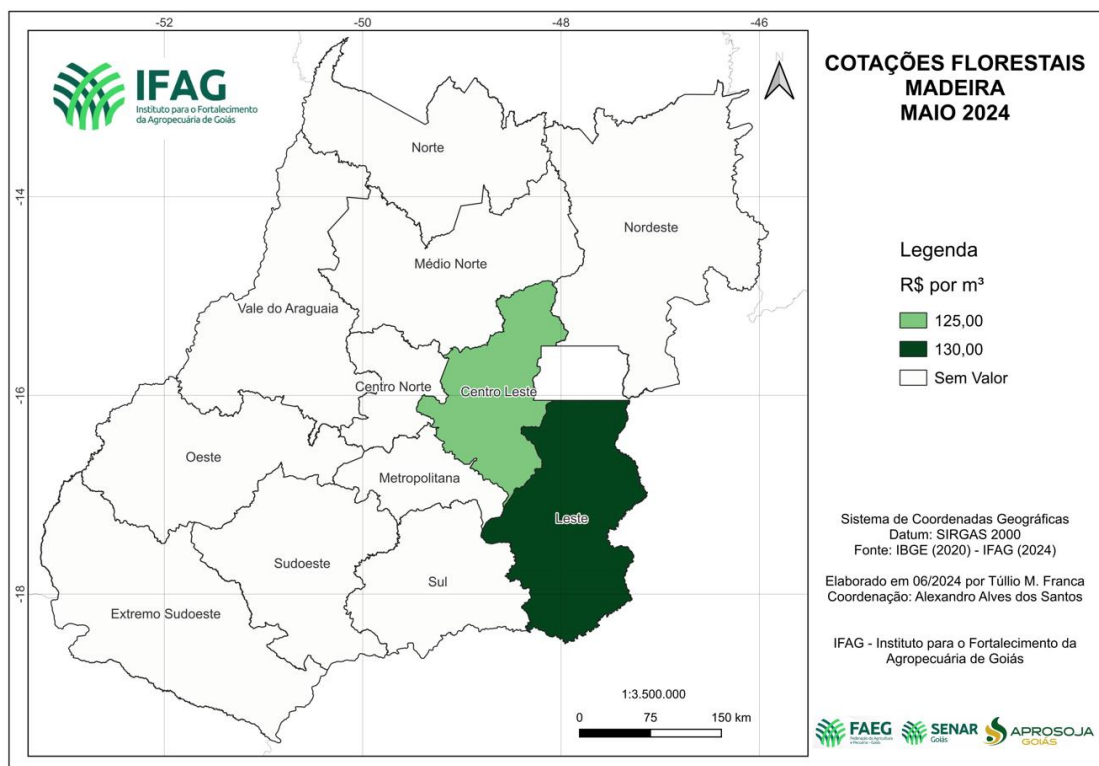 -52
-50
-48
-46
-14
-16
-18
IFAG
Instituto para o Fortalecimento
da Agropecuária de Goiás
Norte
Nordeste
Médio Norte
Vale do Araguaia
Centro Norte
Centro Leste
Oeste
Metropolitana
Leste
Sudoeste
Sul
Extremo Sudoeste
1:3.500.000
0 75 150 km
COTAÇÕES FLORESTAIS
MADEIRA
MAIO 2024
Legenda
R$ por m³
125,00
130,00
Sem Valor
Sistema de Coordenadas Geográficas
Datum: SIRGAS 2000
Fonte: IBGE (2020) - IFAG (2024)
Elaborado em 06/2024 por Túllio M. Franca
Coordenação: Alexandro Alves dos Santos
IFAG - Instituto para o Fortalecimento da
Agropecuária de Goiás
FAEG
SENAR
Goiás
APROSOJA
GOIÁS